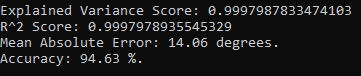 Explained Variance Score: 0.9997987833474103
R^2 Score: 0.9997978935545329
Mean Absolute Error: 14.06 degrees.
Accuracy: 94.63 %.